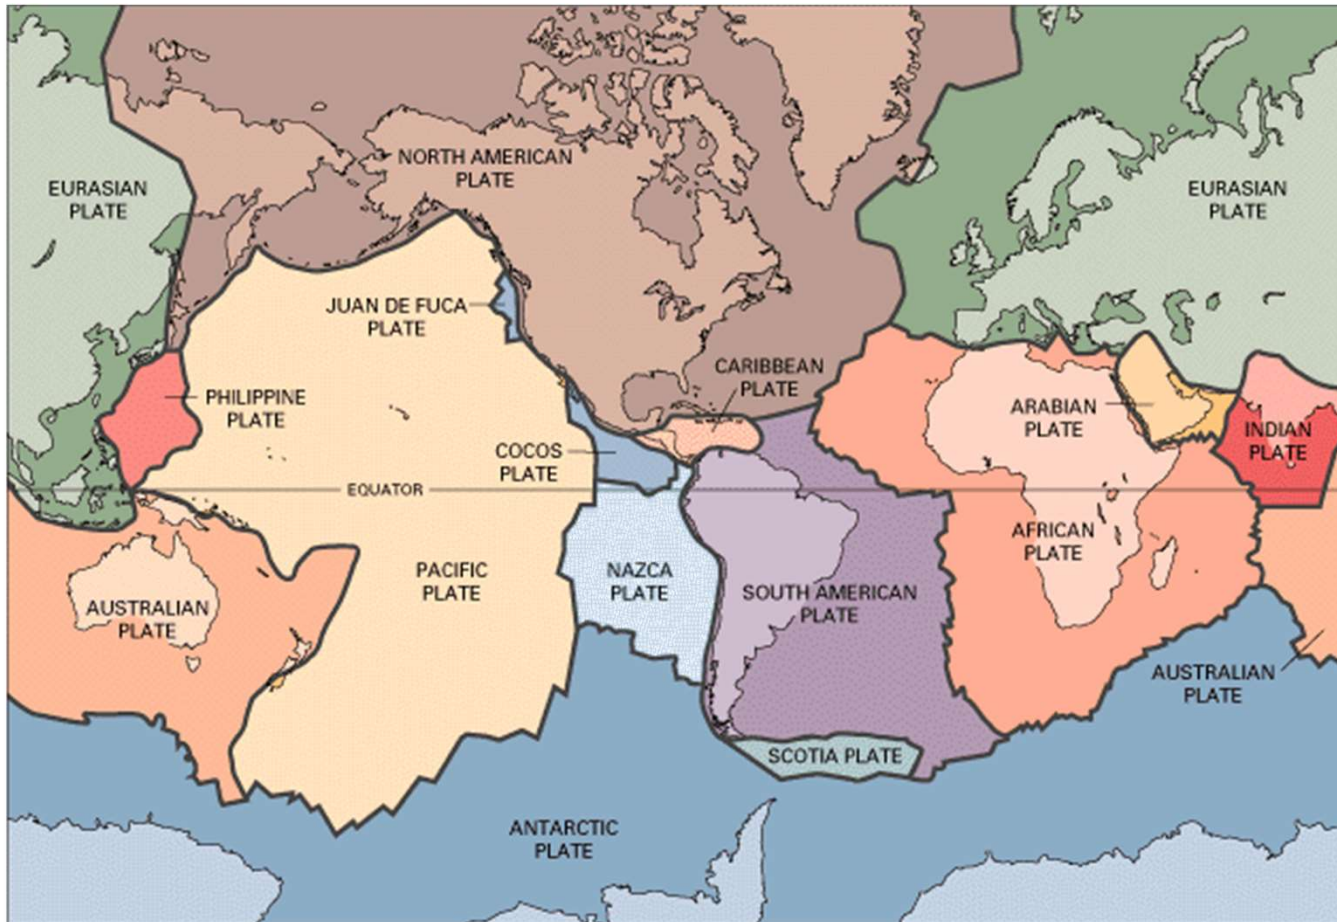 NORTH AMERICAN
PLATE
EURASIAN
PLATE
EURASIAN
PLATE
JUAN DE FUCA
PLATE
CARIBBEAN
PLATE
PHILIPPINE
PLATE
ARABIAN
PLATE
INDIAN
PLATE
COCOS
PLATE
EQUATOR
AFRICAN
PLATE
PACIFIC
PLATE
NAZCA
PLATE
SOUTH AMERICAN
PLATE
AUSTRALIAN
PLATE
AUSTRALIAN
PLATE
SCOTIA PLATE
ANTARCTIC
PLATE